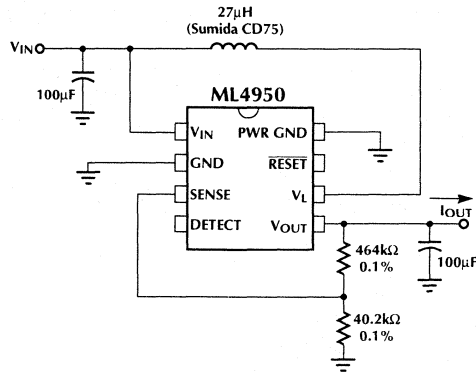 27µH
(Sumida CD75)
VIN
100µF
ML4950
VIN
PWR GND
GND
RESET
SENSE
VL
DETECT
VOUT
IOUT
464kΩ
0.1%
100µF
40.2kΩ
0.1%